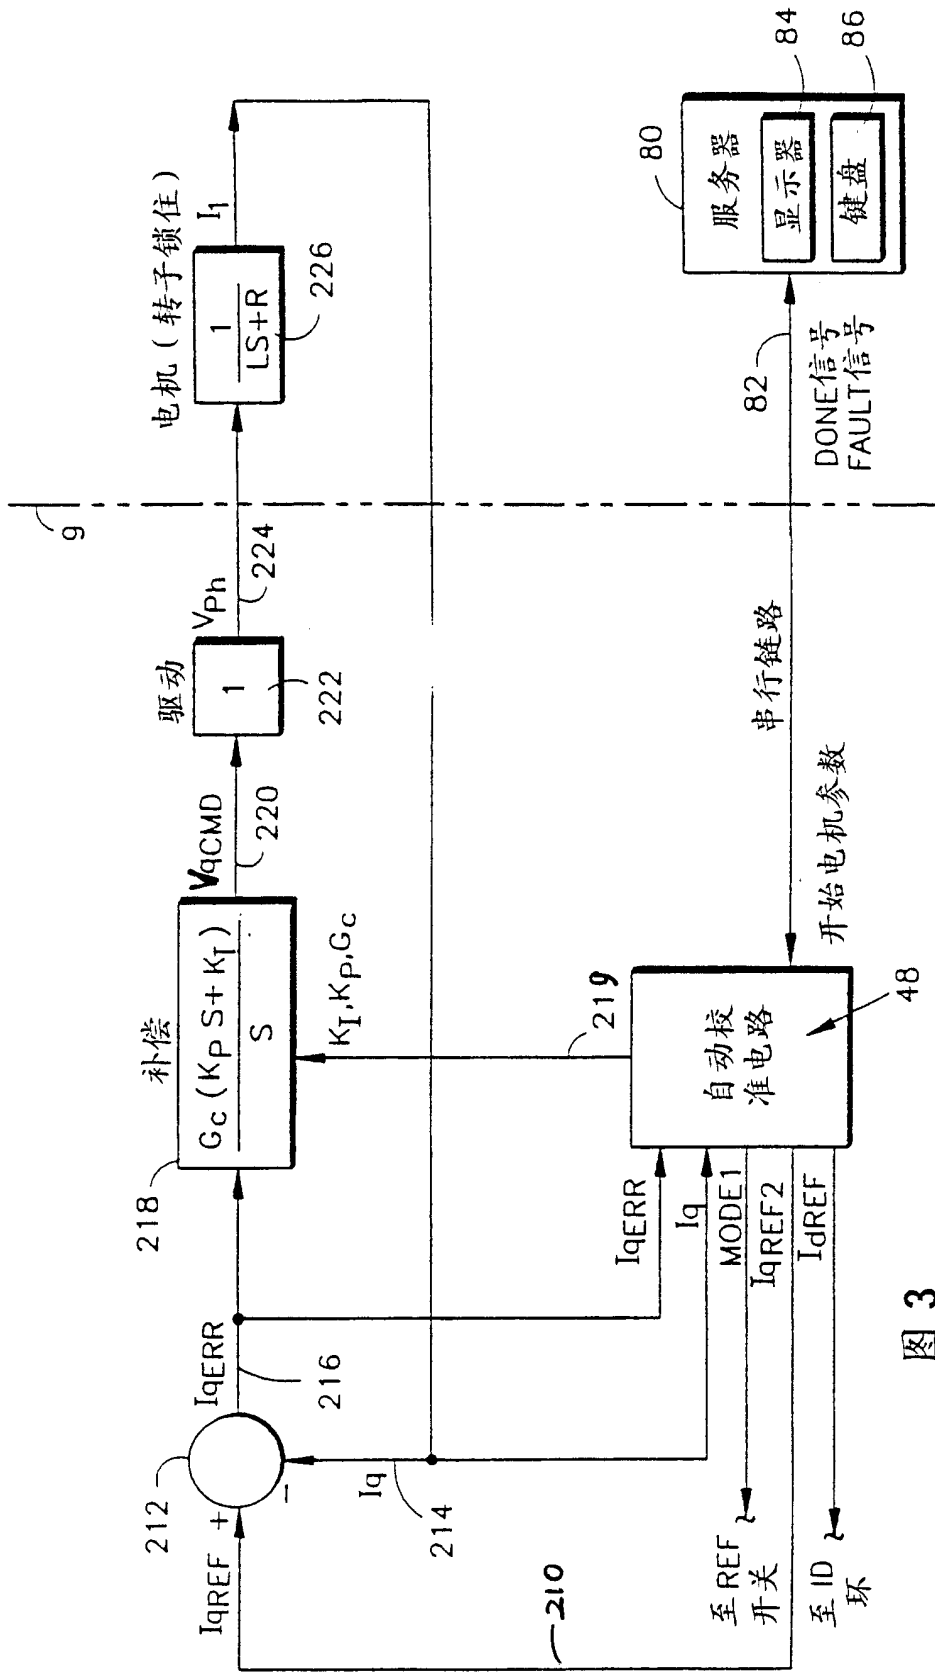 电机（转子锁住）
驱动
补偿
I1
1
LS+R
226
VPh
224
1
222
VqCMD
220
GC(KP S+KI)
S
218
KI,KP,GC
219
IqREF
+
−
212
IqERR
216
Iq
214
210
9
服务器
显示器
键盘
80
84
86
82
DONE信号
FAULT信号
串行链路
开始电机参数
自动校
准电路
48
IqERR
Iq
MODE1
IqREF2
IdREF
至REF
开关
至ID
环
图 3